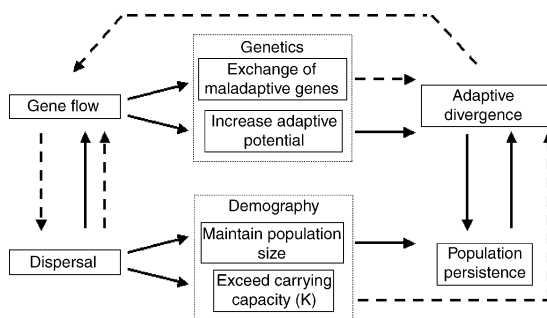 Genetics
Exchange of
maladaptive genes
Gene flow
Increase adaptive
potential
Adaptive
divergence
Demography
Maintain population
size
Dispersal
Exceed carrying
capacity (K)
Population
persistence